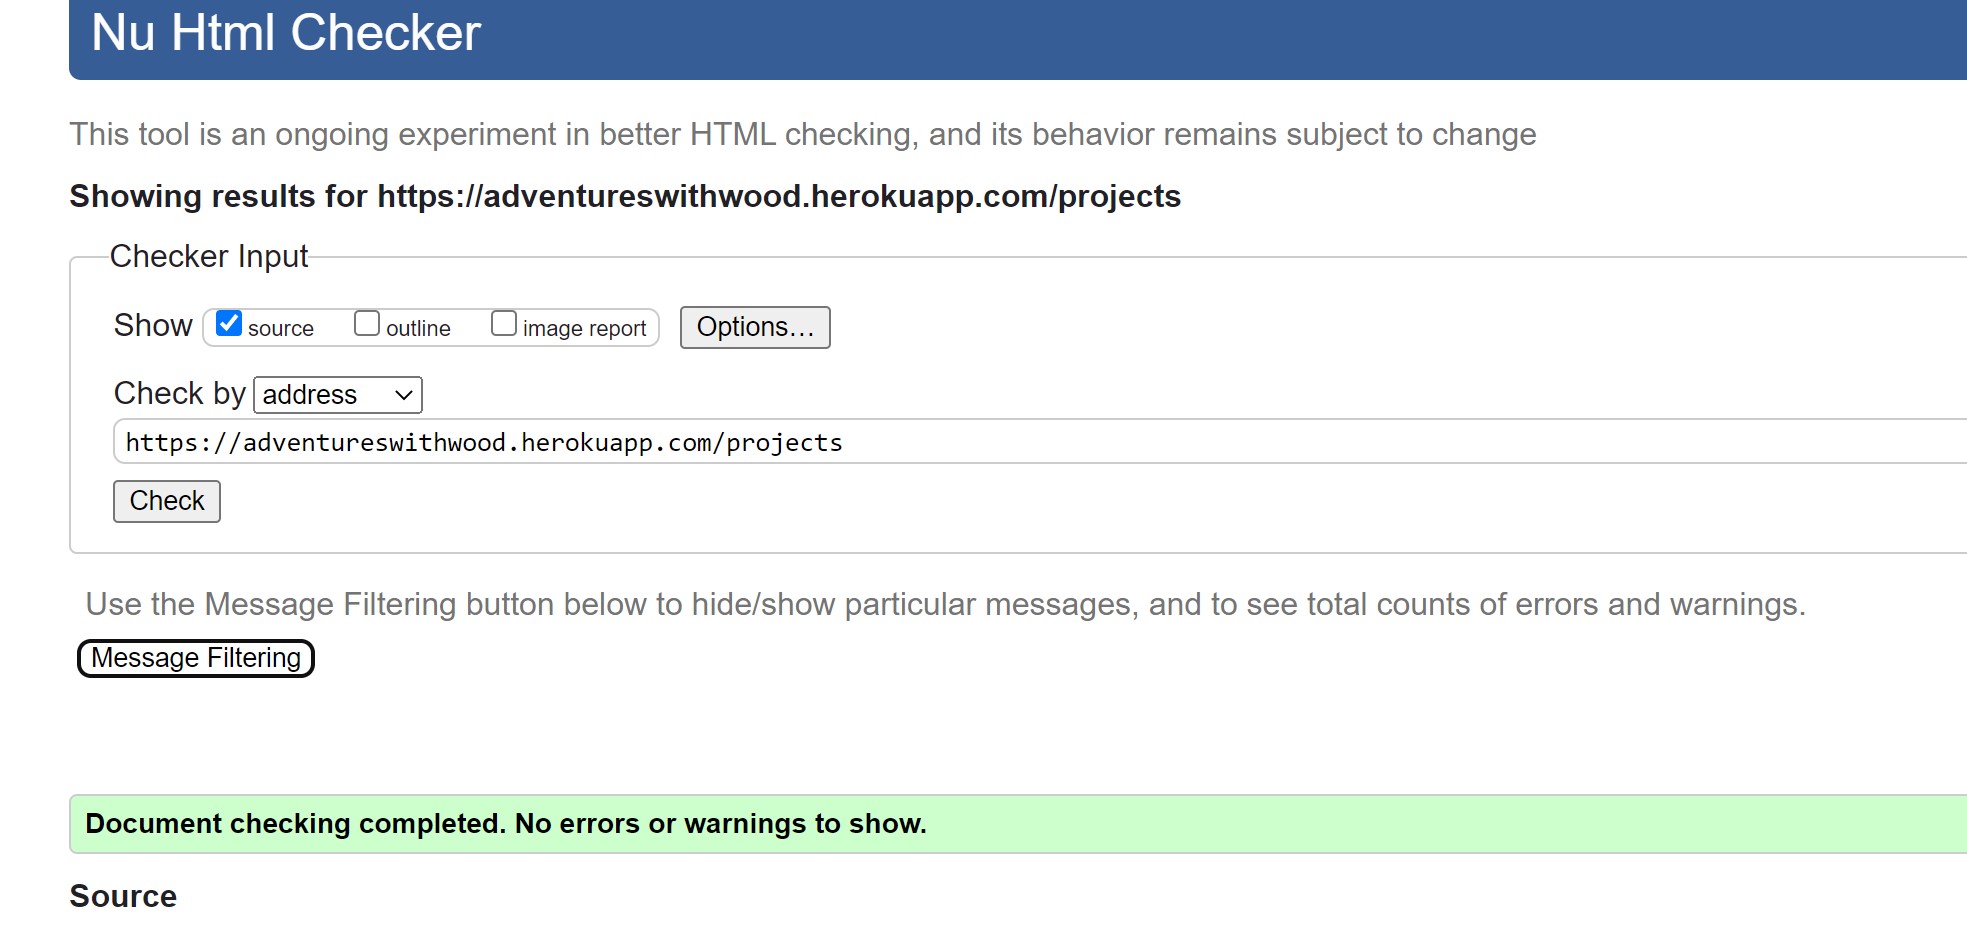 Nu Html Checker
This tool is an ongoing experiment in better HTML checking, and its behavior remains subject to change
Showing results for https://adventureswithwood.herokuapp.com/projects
Checker Input
Show source outline image report Options…
Check by address
https://adventureswithwood.herokuapp.com/projects
Check
Use the Message Filtering button below to hide/show particular messages, and to see total counts of errors and warnings.
Message Filtering
Document checking completed. No errors or warnings to show.
Source